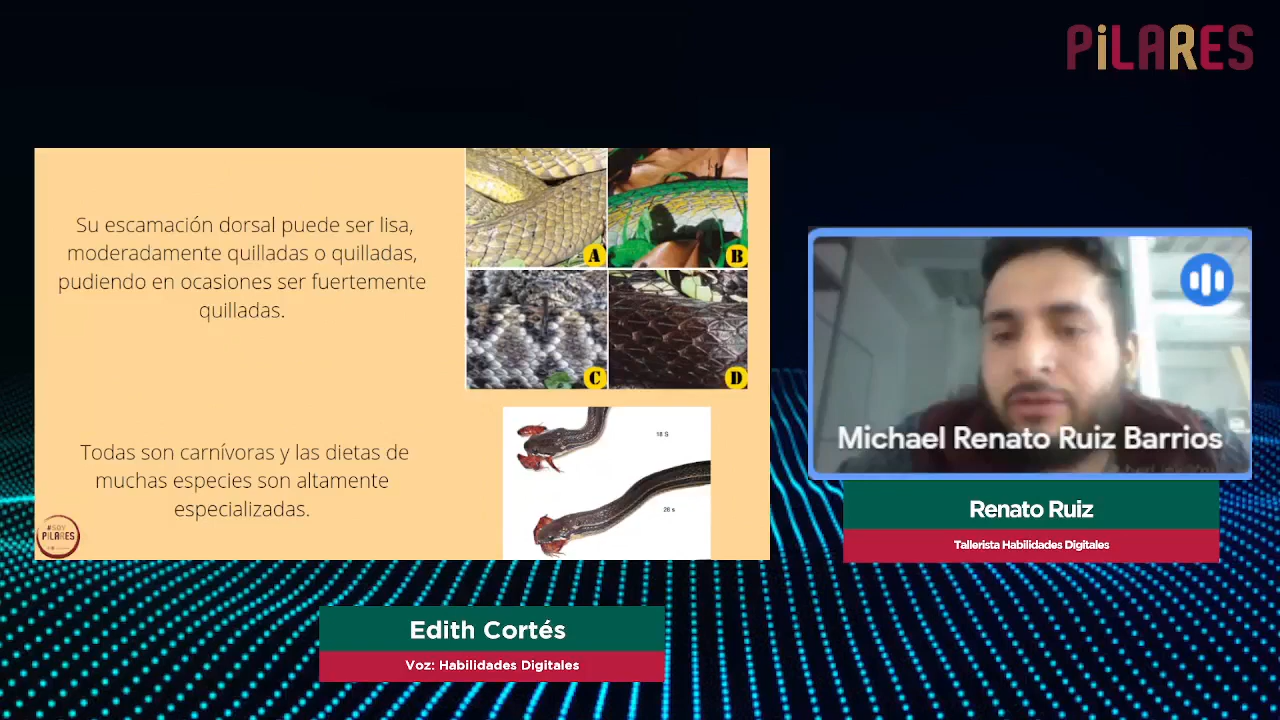 PiLARES
Su escamación dorsal puede ser lisa,
moderadamente quilladas o quilladas,
pudiendo en ocasiones ser fuertemente
quilladas.
A
B
C
D
Todas son carnívoras y las dietas de
muchas especies son altamente
especializadas.
18 S
#SOY
PILARES
Michael Renato Ruiz Barrios
Renato Ruiz
Tallerista Habilidades Digitales
Edith Cortés
Voz: Habilidades Digitales